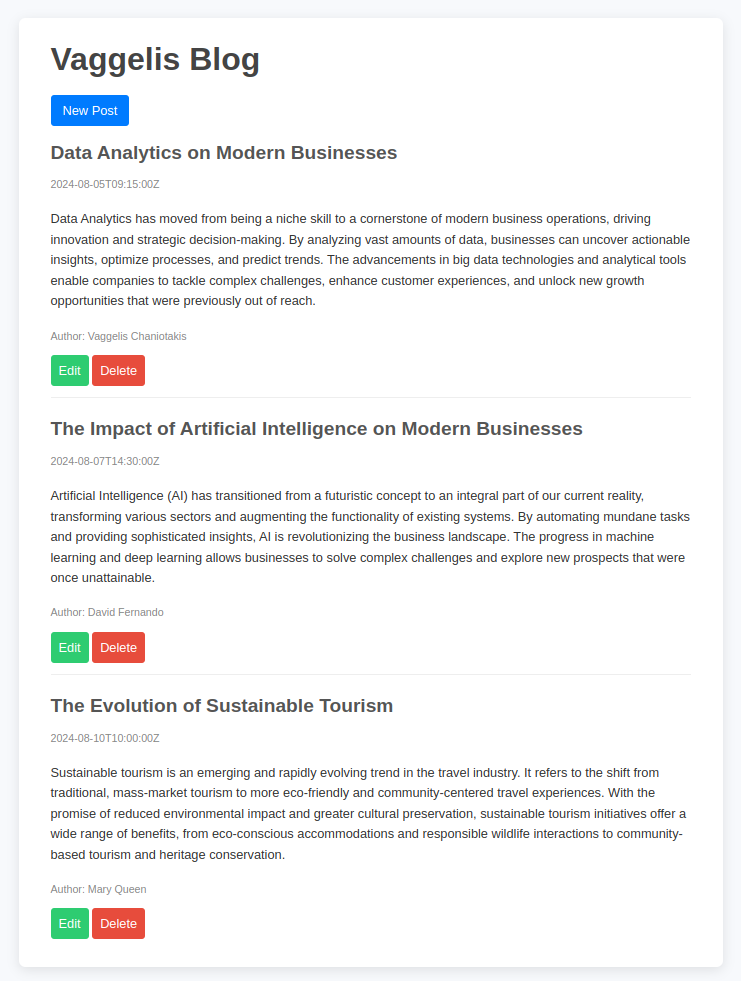 Vaggelis Blog
New Post
Data Analytics on Modern Businesses
2024-08-05T09:15:00Z
Data Analytics has moved from being a niche skill to a cornerstone of modern business operations, driving
innovation and strategic decision-making. By analyzing vast amounts of data, businesses can uncover actionable
insights, optimize processes, and predict trends. The advancements in big data technologies and analytical tools
enable companies to tackle complex challenges, enhance customer experiences, and unlock new growth
opportunities that were previously out of reach.
Author: Vaggelis Chaniotakis
Edit Delete
The Impact of Artificial Intelligence on Modern Businesses
2024-08-07T14:30:00Z
Artificial Intelligence (AI) has transitioned from a futuristic concept to an integral part of our current reality,
transforming various sectors and augmenting the functionality of existing systems. By automating mundane tasks
and providing sophisticated insights, AI is revolutionizing the business landscape. The progress in machine
learning and deep learning allows businesses to solve complex challenges and explore new prospects that were
once unattainable.
Author: David Fernando
Edit Delete
The Evolution of Sustainable Tourism
2024-08-10T10:00:00Z
Sustainable tourism is an emerging and rapidly evolving trend in the travel industry. It refers to the shift from
traditional, mass-market tourism to more eco-friendly and community-centered travel experiences. With the
promise of reduced environmental impact and greater cultural preservation, sustainable tourism initiatives offer a
wide range of benefits, from eco-conscious accommodations and responsible wildlife interactions to community-
based tourism and heritage conservation.
Author: Mary Queen
Edit Delete